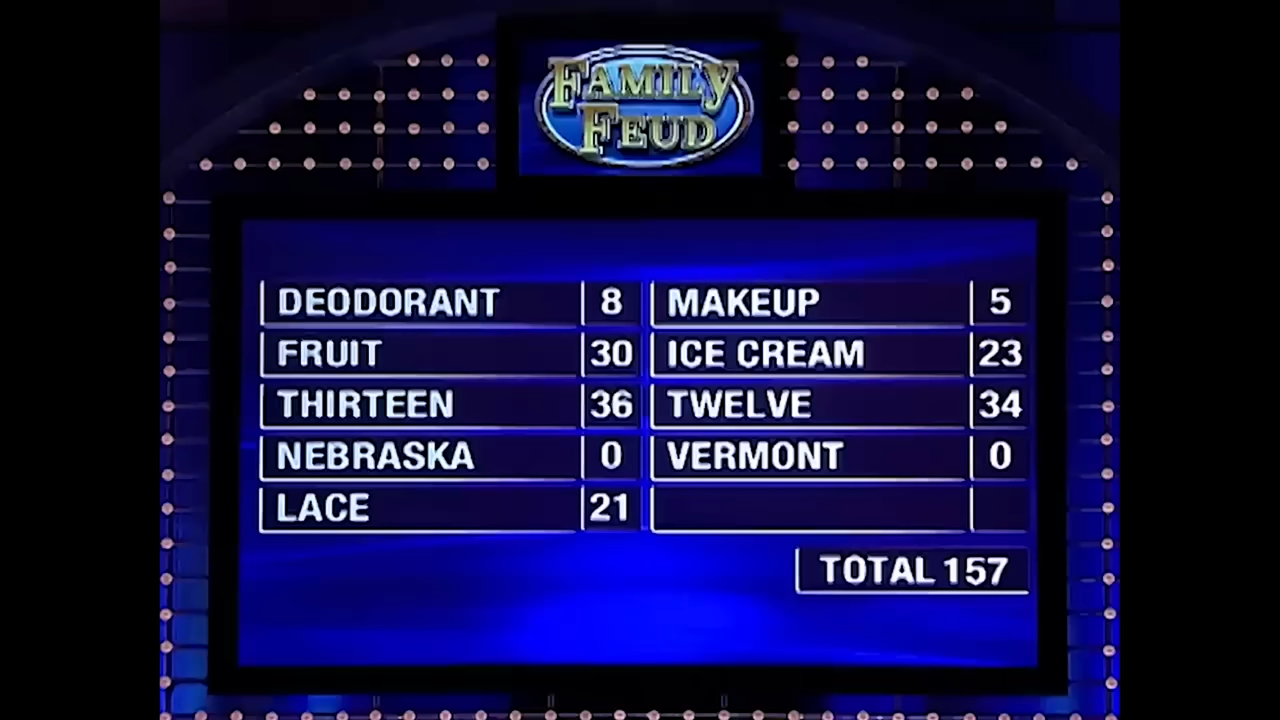 FAMILY
FEUD
DEODORANT 8 MAKEUP 5
FRUIT 30 ICE CREAM 23
THIRTEEN 36 TWELVE 34
NEBRASKA 0 VERMONT 0
LACE 21
TOTAL 157